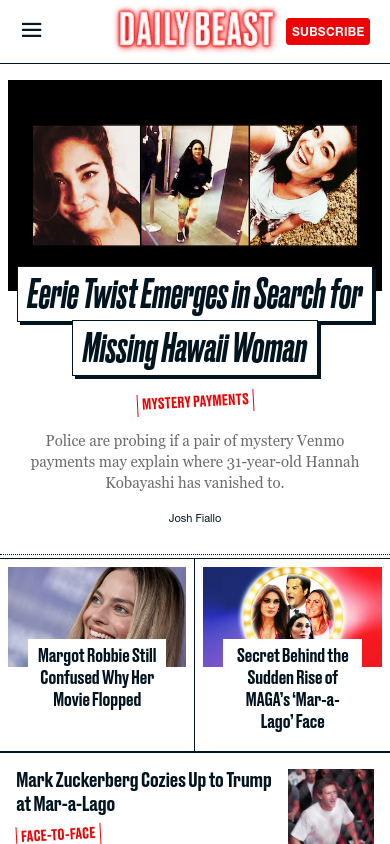 DAILY BEAST
SUBSCRIBE
Eerie Twist Emerges in Search for
Missing Hawaii Woman
MYSTERY PAYMENTS
Police are probing if a pair of mystery Venmo
payments may explain where 31-year-old Hannah
Kobayashi has vanished to.
Josh Fiallo
Margot Robbie Still
Confused Why Her
Movie Flopped
Secret Behind the
Sudden Rise of
MAGA's ‘Mar-a-
Lago’ Face
Mark Zuckerberg Cozies Up to Trump
at Mar-a-Lago
FACE-TO-FACE